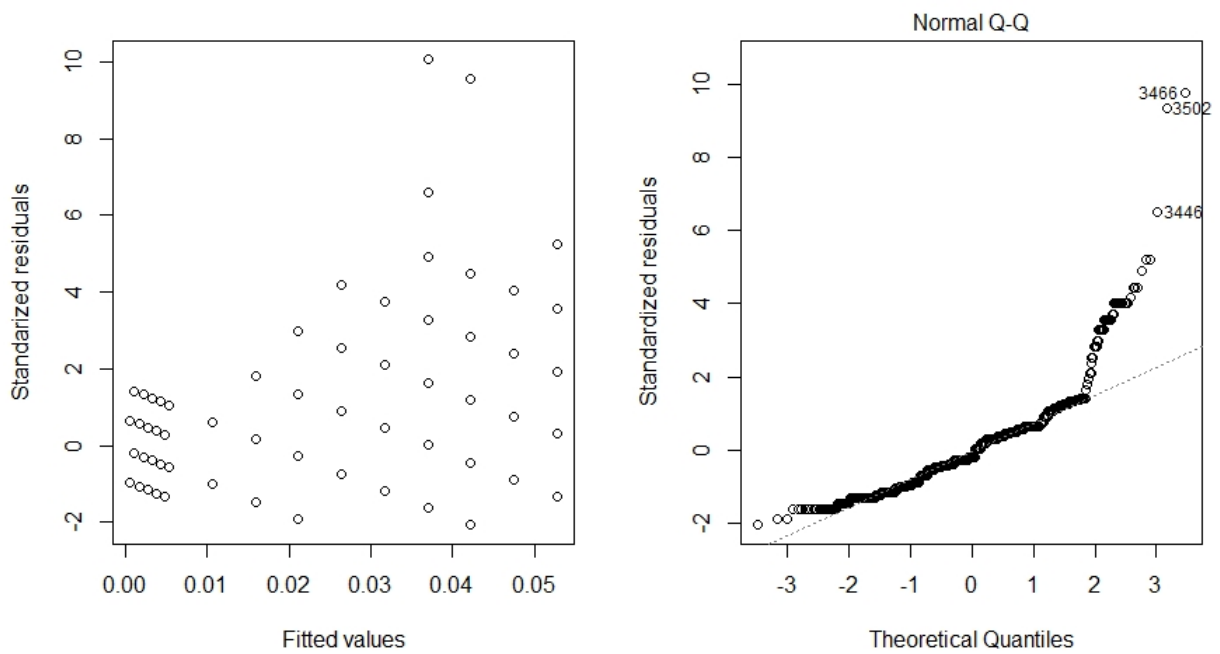 Standarized residuals
10
8
6
4
2
0
-2
0.00 0.01 0.02 0.03 0.04 0.05
Fitted values
Normal Q-Q
Standardized residuals
10
8
6
4
2
0
-2
3466
3502
3446
-3 -2 -1 0 1 2 3
Theoretical Quantiles